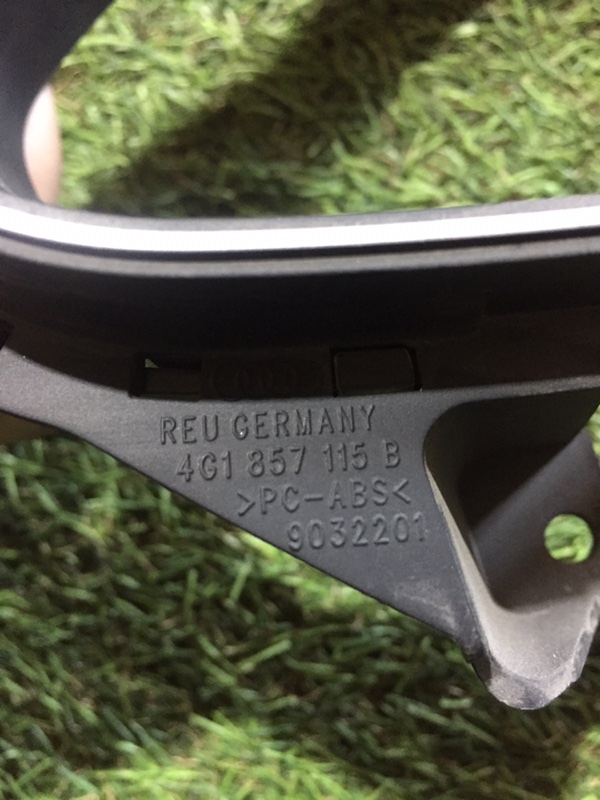 REU GERMANY
4G1 857 115 B
>PC-ABS<
9032201